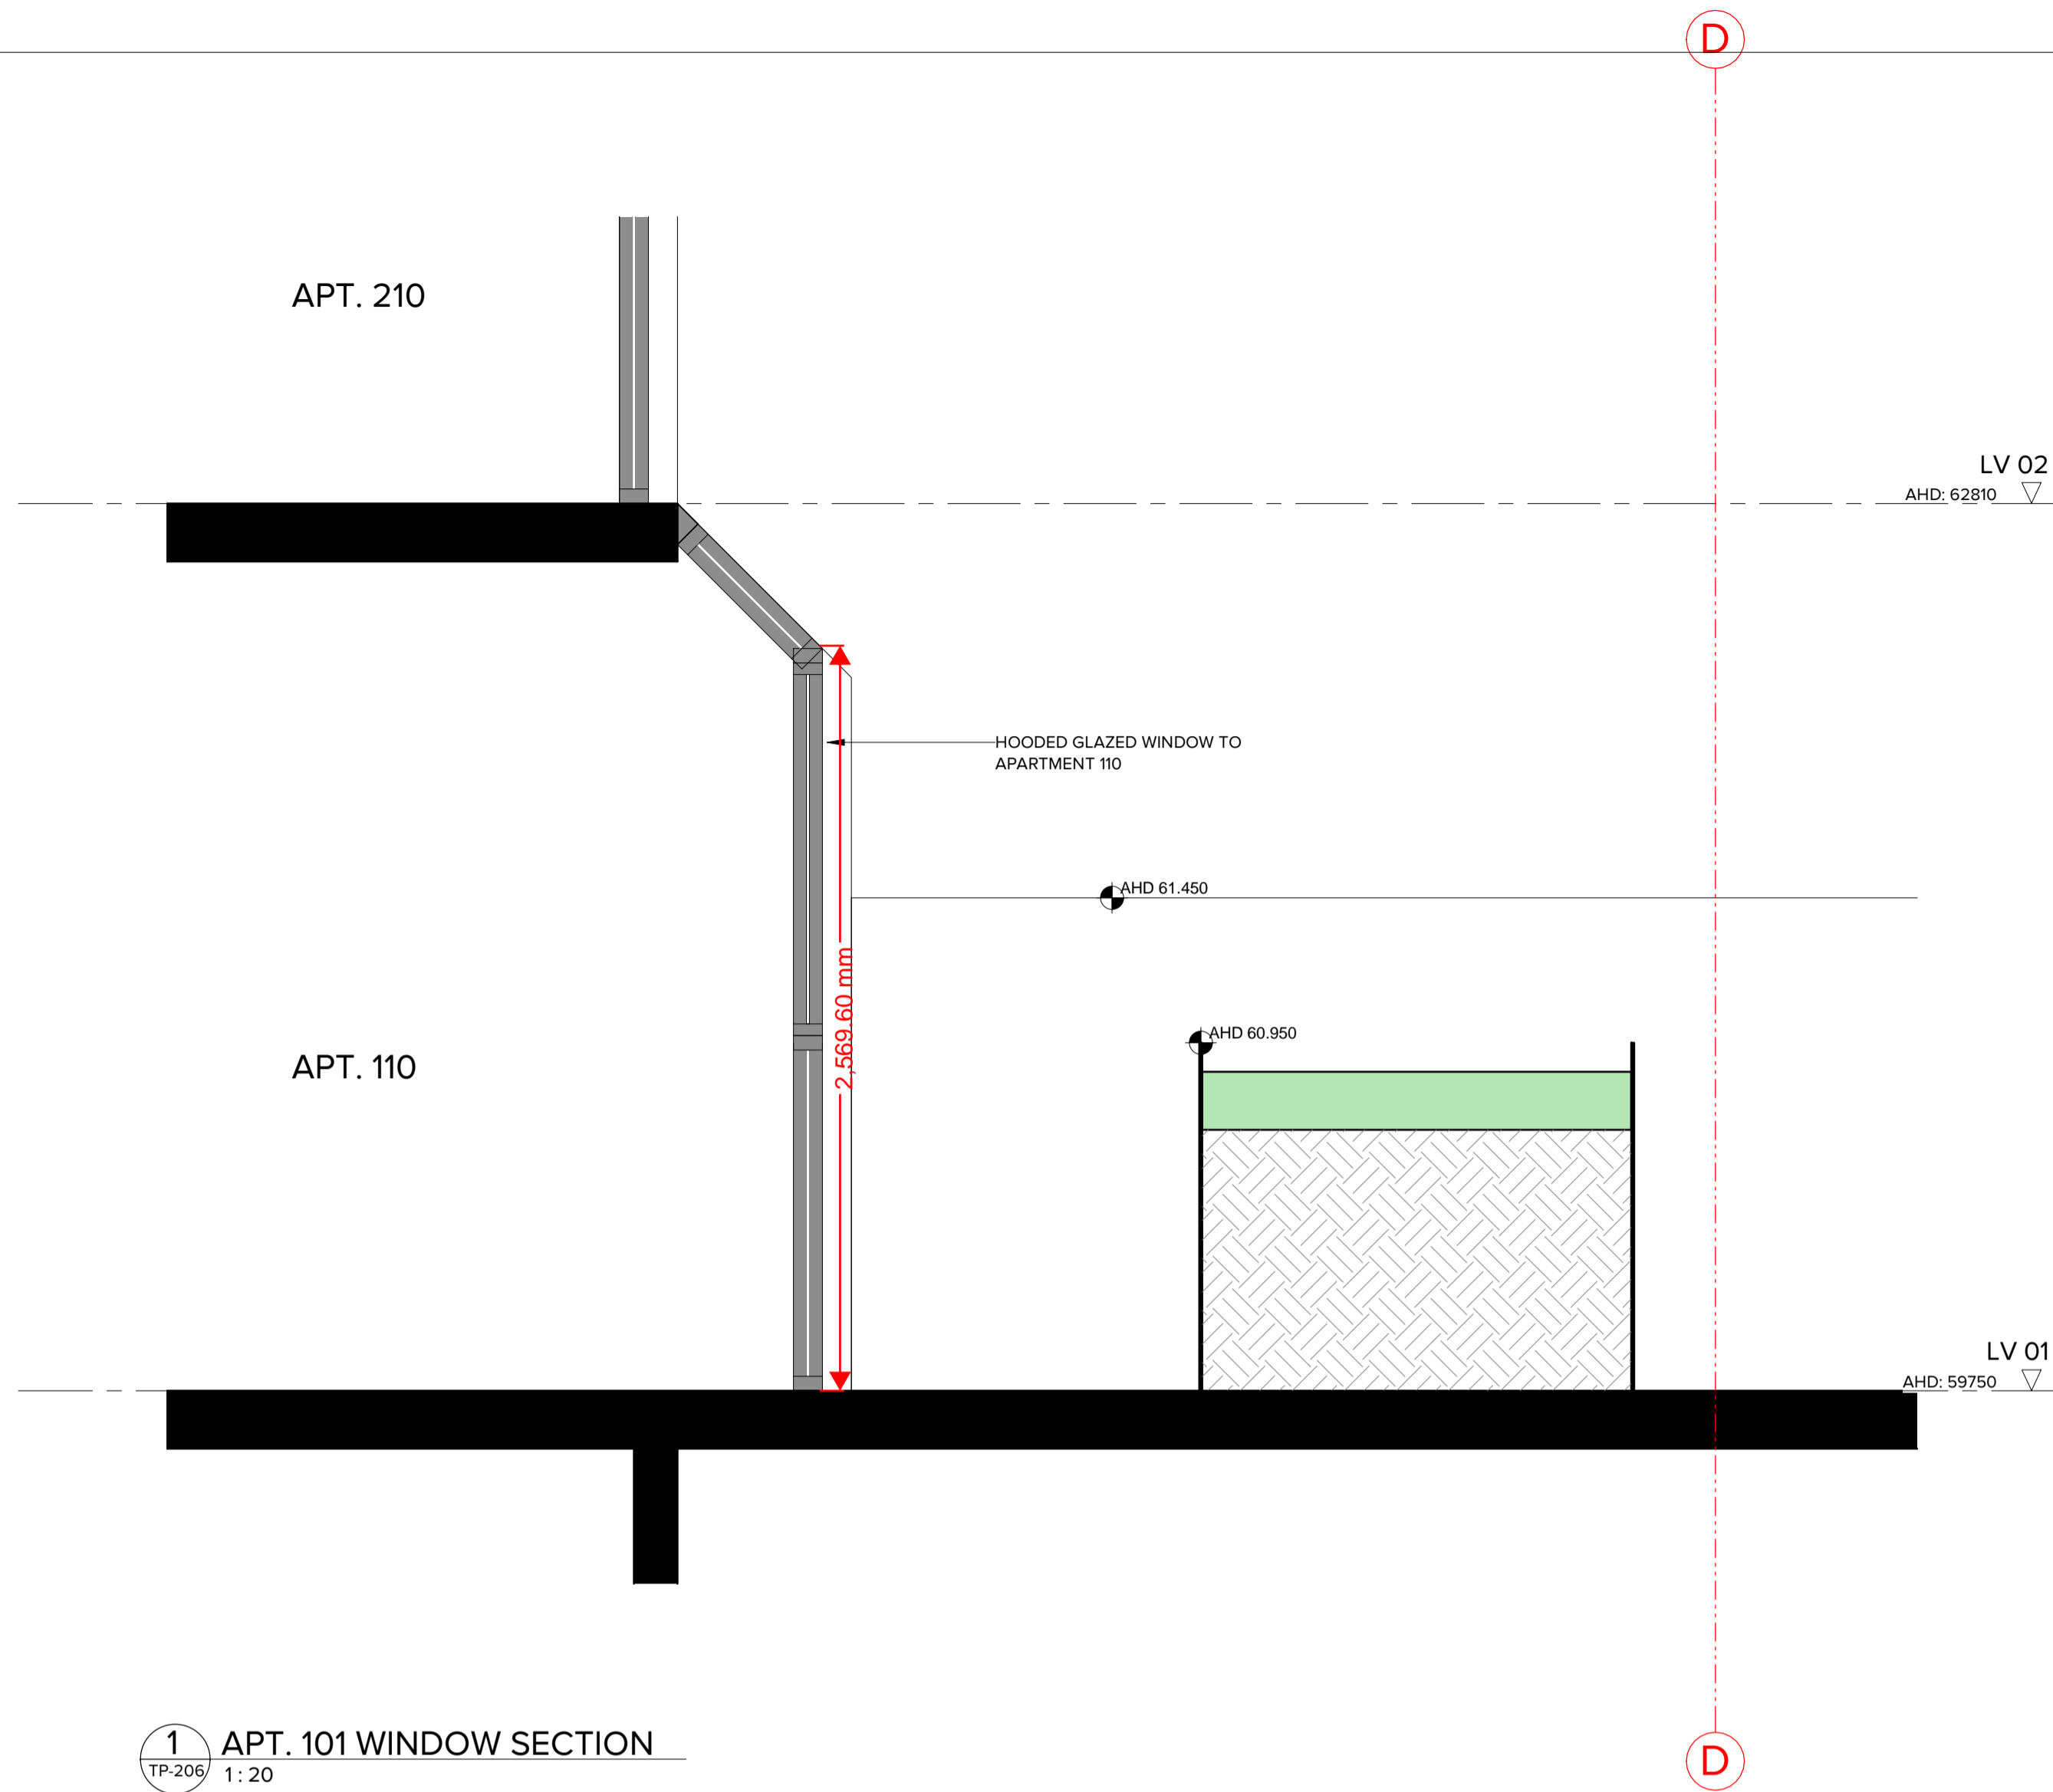 D
APT. 210
LV 02
AHD: 62810
HOODED GLAZED WINDOW TO
APARTMENT 110
AHD 61.450
2,569.60 mm
AHD 60.950
APT. 110
LV 01
AHD: 59750
1
TP-206
APT. 101 WINDOW SECTION
1 : 20
D